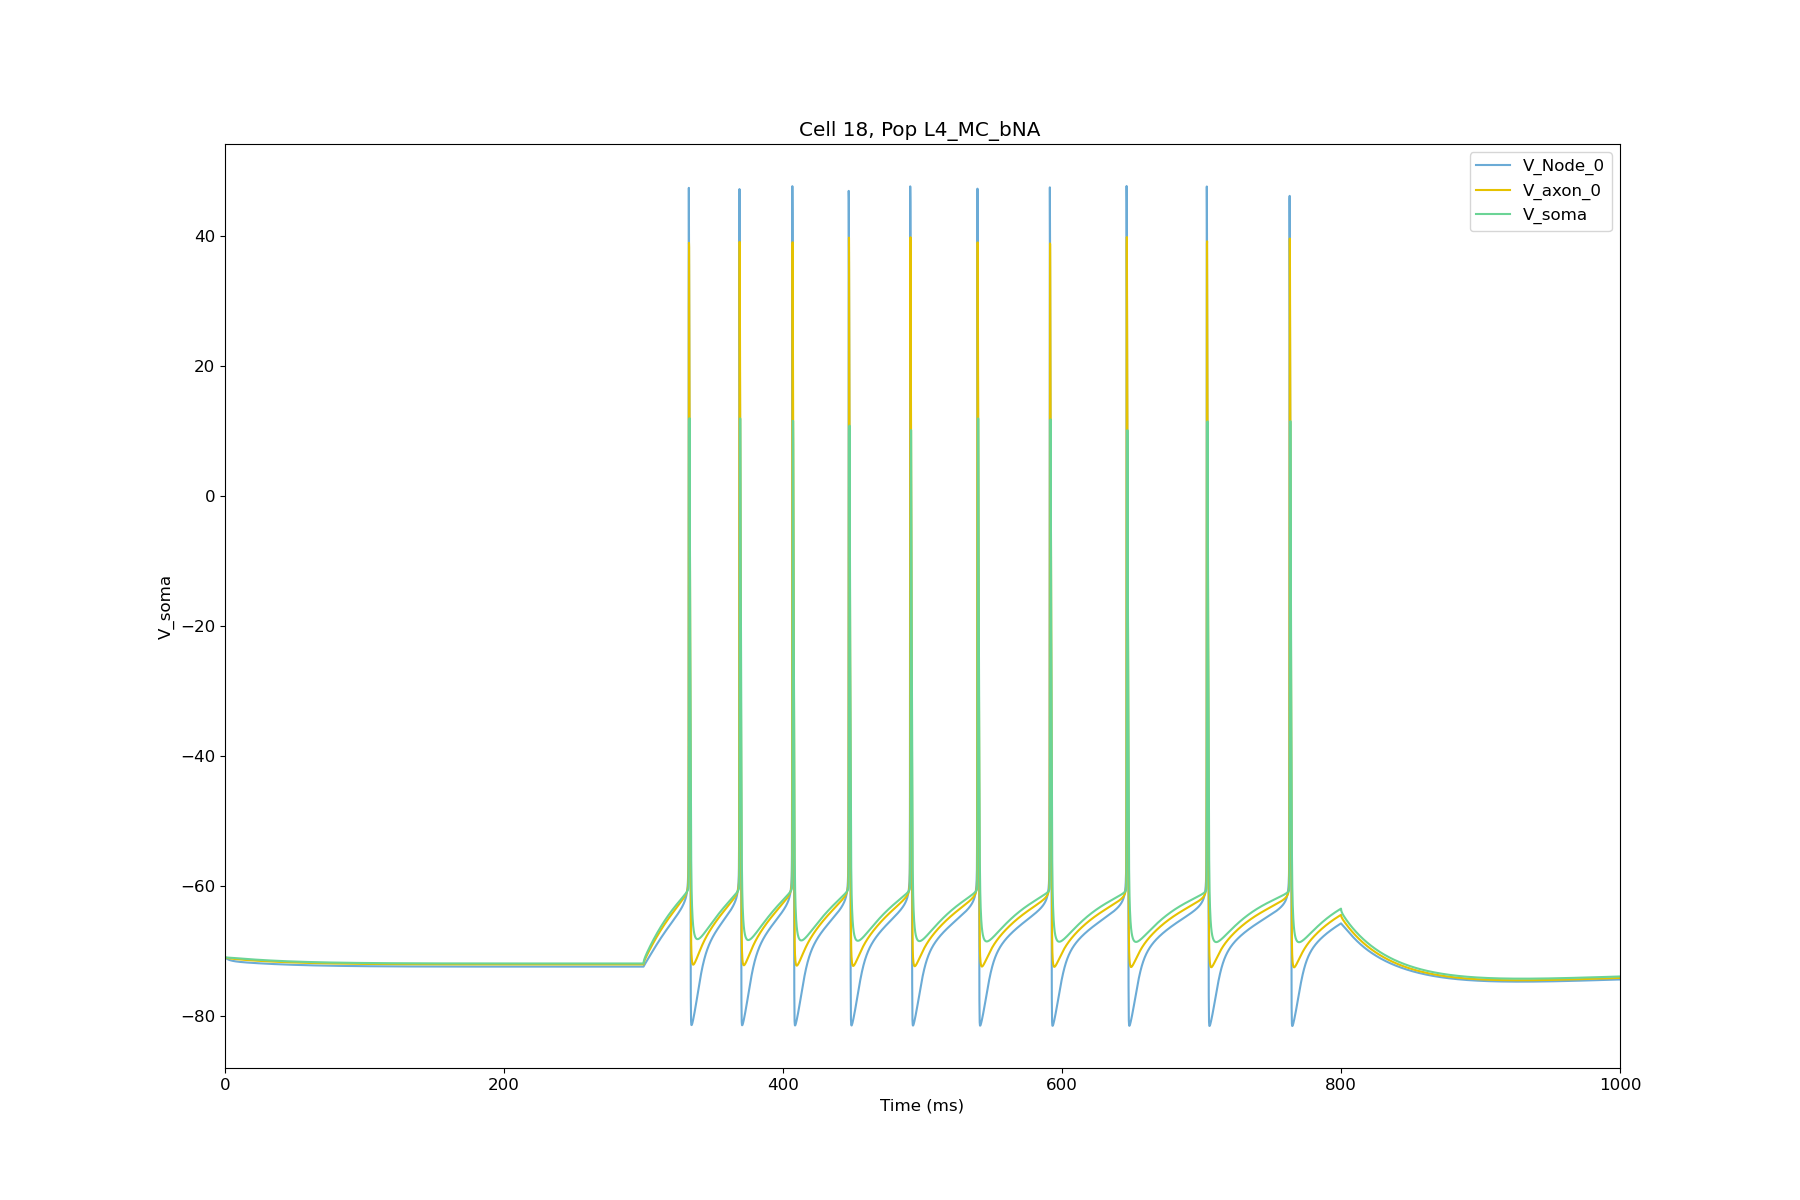 Cell 18, Pop L4_MC_bNA
V_Node_0
V_axon_0
V_soma
40
20
0
−20
−40
−60
−80
V_soma
0 200 400 600 800 1000
Time (ms)